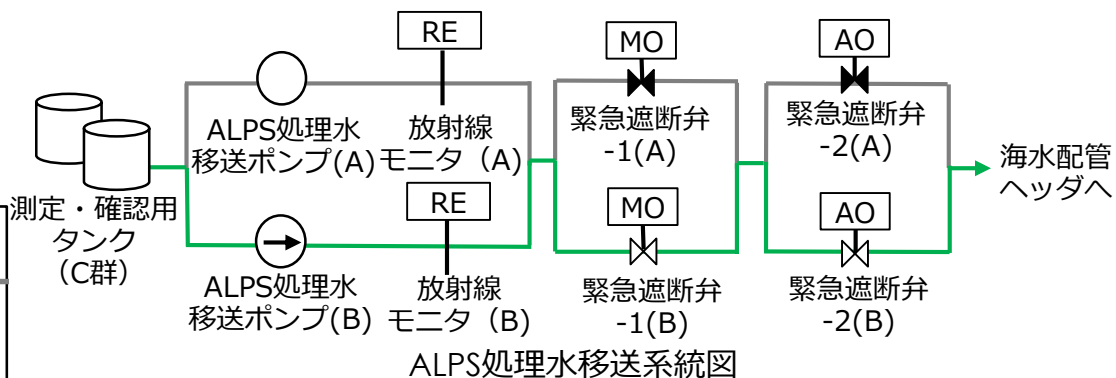 RE
MO
AO
ALPS処理水
移送ポンプ(A)
放射線
モニタ（A）
緊急遮断弁
-1(A)
緊急遮断弁
-2(A)
測定・確認用
タンク
（C群）
RE
MO
AO
海水配管
ヘッダへ
ALPS処理水
移送ポンプ(B)
放射線
モニタ（B）
緊急遮断弁
-1(B)
緊急遮断弁
-2(B)
ALPS処理水移送系統図